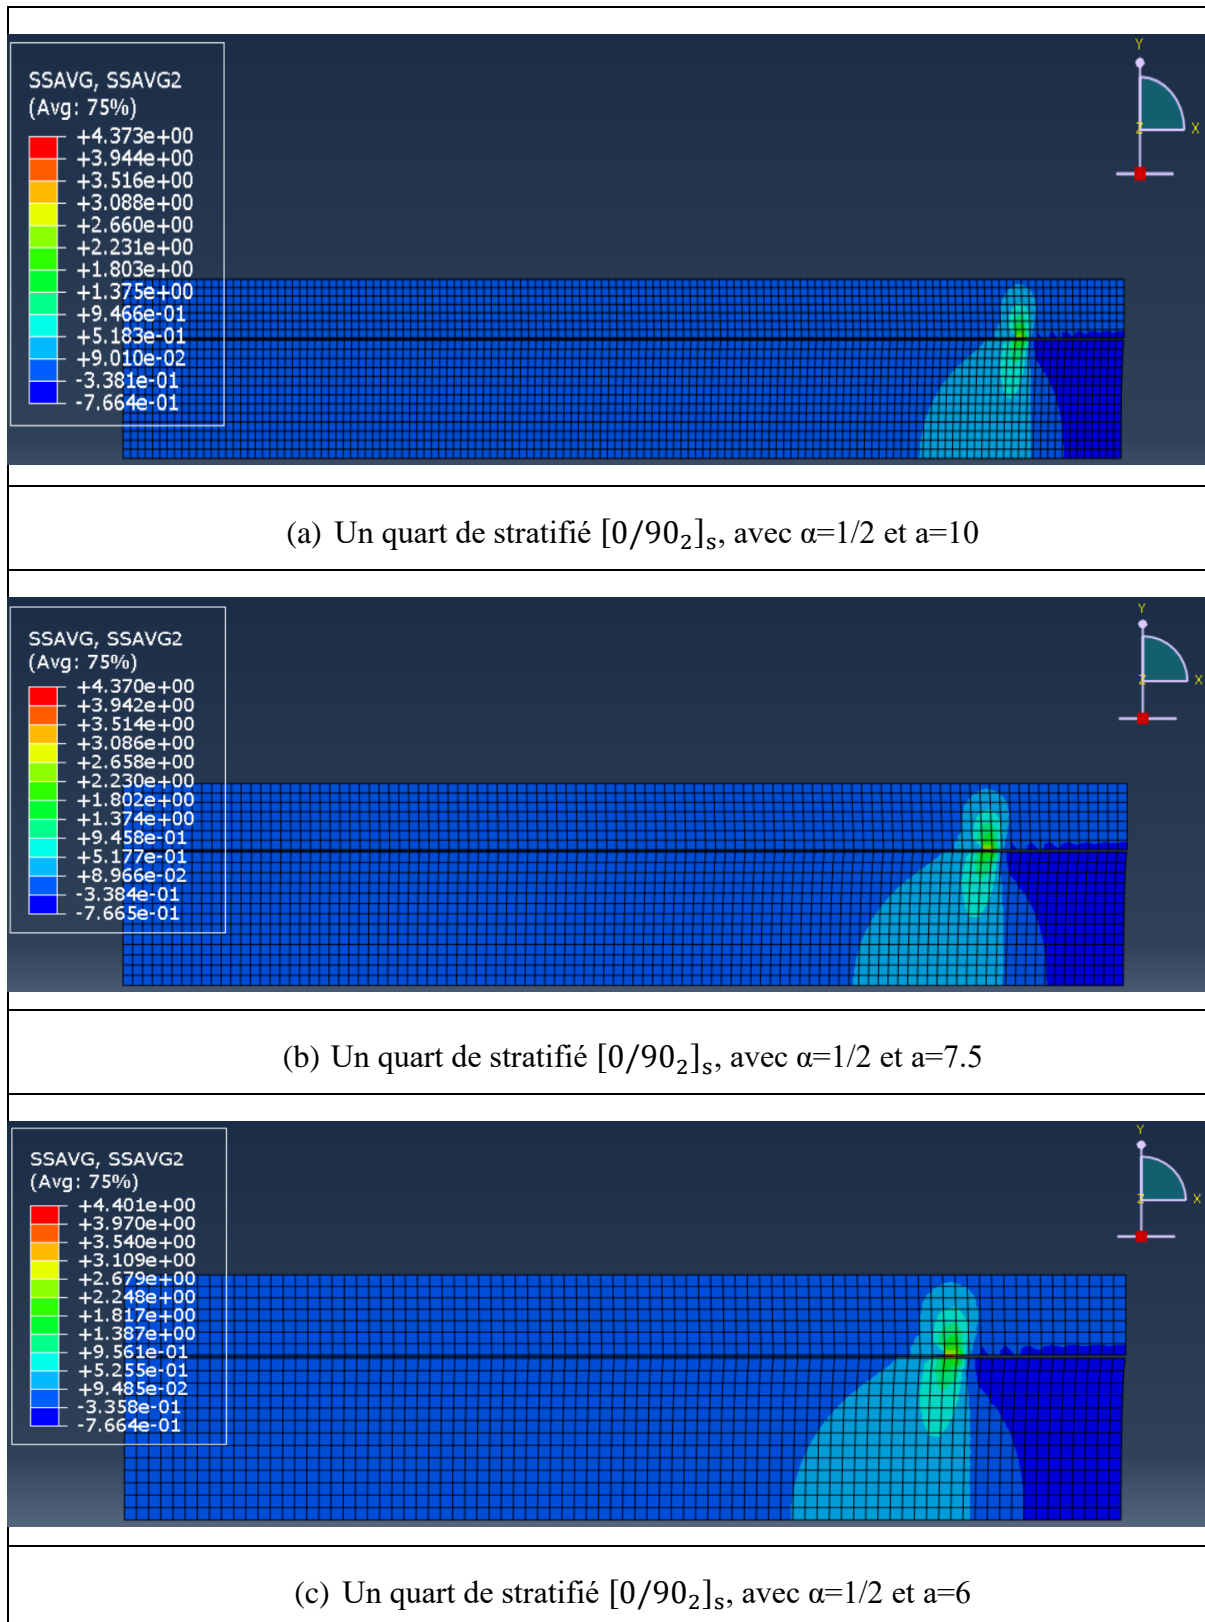 SSAVG, SSAVG2
(Avg: 75%)
+4.373e+00
+3.944e+00
+3.516e+00
+3.088e+00
+2.660e+00
+2.231e+00
+1.803e+00
+1.375e+00
+9.466e-01
+5.183e-01
+9.010e-02
-3.381e-01
-7.664e-01
Y
Z X
(a) Un quart de stratifié [0/90₂]ₛ, avec α=1/2 et a=10
SSAVG, SSAVG2
(Avg: 75%)
+4.370e+00
+3.942e+00
+3.514e+00
+3.086e+00
+2.658e+00
+2.230e+00
+1.802e+00
+1.374e+00
+9.458e-01
+5.177e-01
+8.966e-02
-3.384e-01
-7.665e-01
Y
Z X
(b) Un quart de stratifié [0/90₂]ₛ, avec α=1/2 et a=7.5
SSAVG, SSAVG2
(Avg: 75%)
+4.401e+00
+3.970e+00
+3.540e+00
+3.109e+00
+2.679e+00
+2.248e+00
+1.817e+00
+1.387e+00
+9.561e-01
+5.255e-01
+9.485e-02
-3.358e-01
-7.664e-01
Y
Z X
(c) Un quart de stratifié [0/90₂]ₛ, avec α=1/2 et a=6